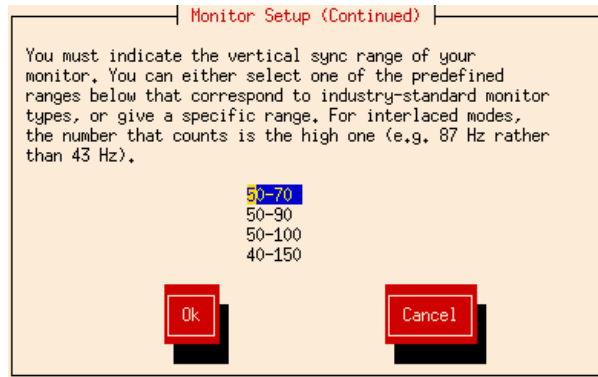 Monitor Setup (Continued)
You must indicate the vertical sync range of your
monitor. You can either select one of the predefined
ranges below that correspond to industry-standard monitor
types, or give a specific range. For interlaced modes,
the number that counts is the high one (e.g. 87 Hz rather
than 43 Hz).
50-70
50-90
50-100
40-150
Ok
Cancel